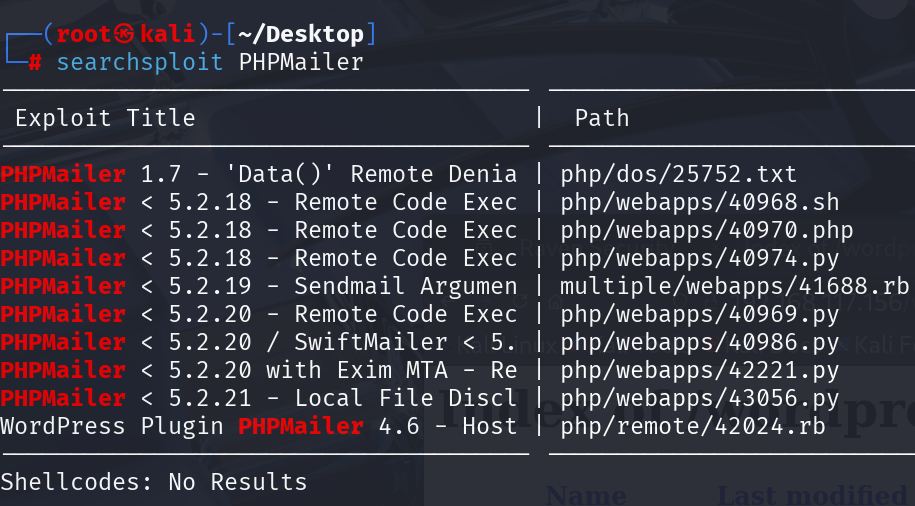 (root㉿kali)-[~/Desktop]
# searchsploit PHPMailer
Exploit Title | Path
PHPMailer 1.7 - 'Data()' Remote Denia | php/dos/25752.txt
PHPMailer < 5.2.18 - Remote Code Exec | php/webapps/40968.sh
PHPMailer < 5.2.18 - Remote Code Exec | php/webapps/40970.php
PHPMailer < 5.2.18 - Remote Code Exec | php/webapps/40974.py
PHPMailer < 5.2.19 - Sendmail Argumen | multiple/webapps/41688.rb
PHPMailer < 5.2.20 - Remote Code Exec | php/webapps/40969.py
PHPMailer < 5.2.20 / SwiftMailer < 5. | php/webapps/40986.py
PHPMailer < 5.2.20 with Exim MTA - Re | php/webapps/42221.py
PHPMailer < 5.2.21 - Local File Discl | php/webapps/43056.py
WordPress Plugin PHPMailer 4.6 - Host | php/remote/42024.rb
Shellcodes: No Results
Index of /wordpre
Name Last modified